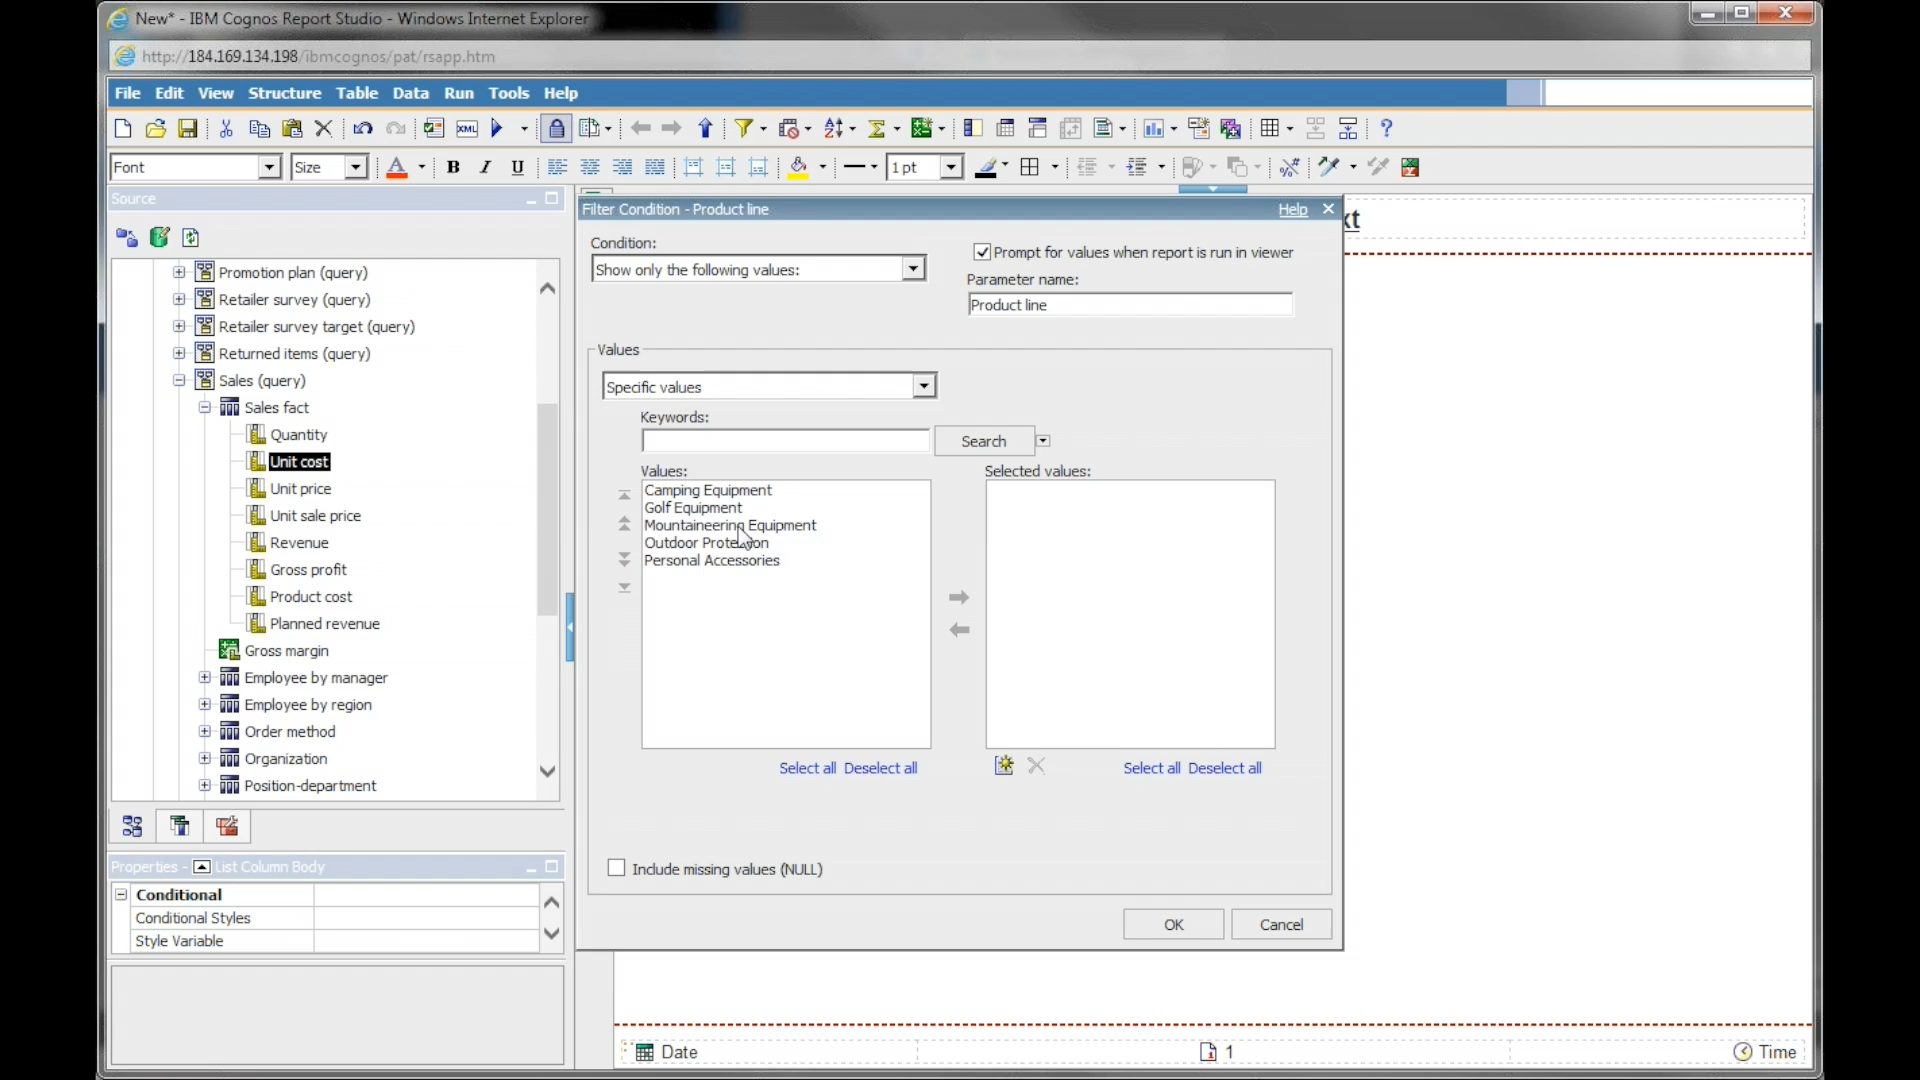 New* - IBM Cognos Report Studio - Windows Internet Explorer
http://184.169.134.198/ibmcognos/pat/rsapp.htm
File Edit View Structure Table Data Run Tools Help
XML
Font Size A B I U 1 pt
Source
Filter Condition - Product line Help
Promotion plan (query)
Retailer survey (query)
Retailer survey target (query)
Returned items (query)
Sales (query)
Sales fact
Quantity
Unit cost
Unit price
Unit sale price
Revenue
Gross profit
Product cost
Planned revenue
Gross margin
Employee by manager
Employee by region
Order method
Organization
Position-department
Properties - List Column Body
Conditional
Conditional Styles
Style Variable
Condition:
Show only the following values:
Prompt for values when report is run in viewer
Parameter name:
Product line
Values
Specific values
Keywords:
Search
Values:
Camping Equipment
Golf Equipment
Mountaineering Equipment
Outdoor Protection
Personal Accessories
Select all Deselect all
Selected values:
Select all Deselect all
Include missing values (NULL)
OK Cancel
xt
Date 1 Time